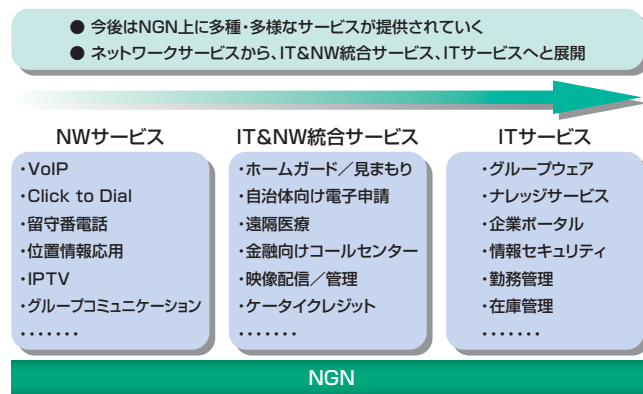 ● 今後はNGN上に多種・多様なサービスが提供されていく
● ネットワークサービスから、IT&NW統合サービス、ITサービスへと展開
NWサービス
・VoIP
・Click to Dial
・留守番電話
・位置情報応用
・IPTV
・グループコミュニケーション
・・・・・・・
IT&NW統合サービス
・ホームガード／見まもり
・自治体向け電子申請
・遠隔医療
・金融向けコールセンター
・映像配信／管理
・ケータイクレジット
・・・・・・・
ITサービス
・グループウェア
・ナレッジサービス
・企業ポータル
・情報セキュリティ
・勤務管理
・在庫管理
・・・・・・・
NGN